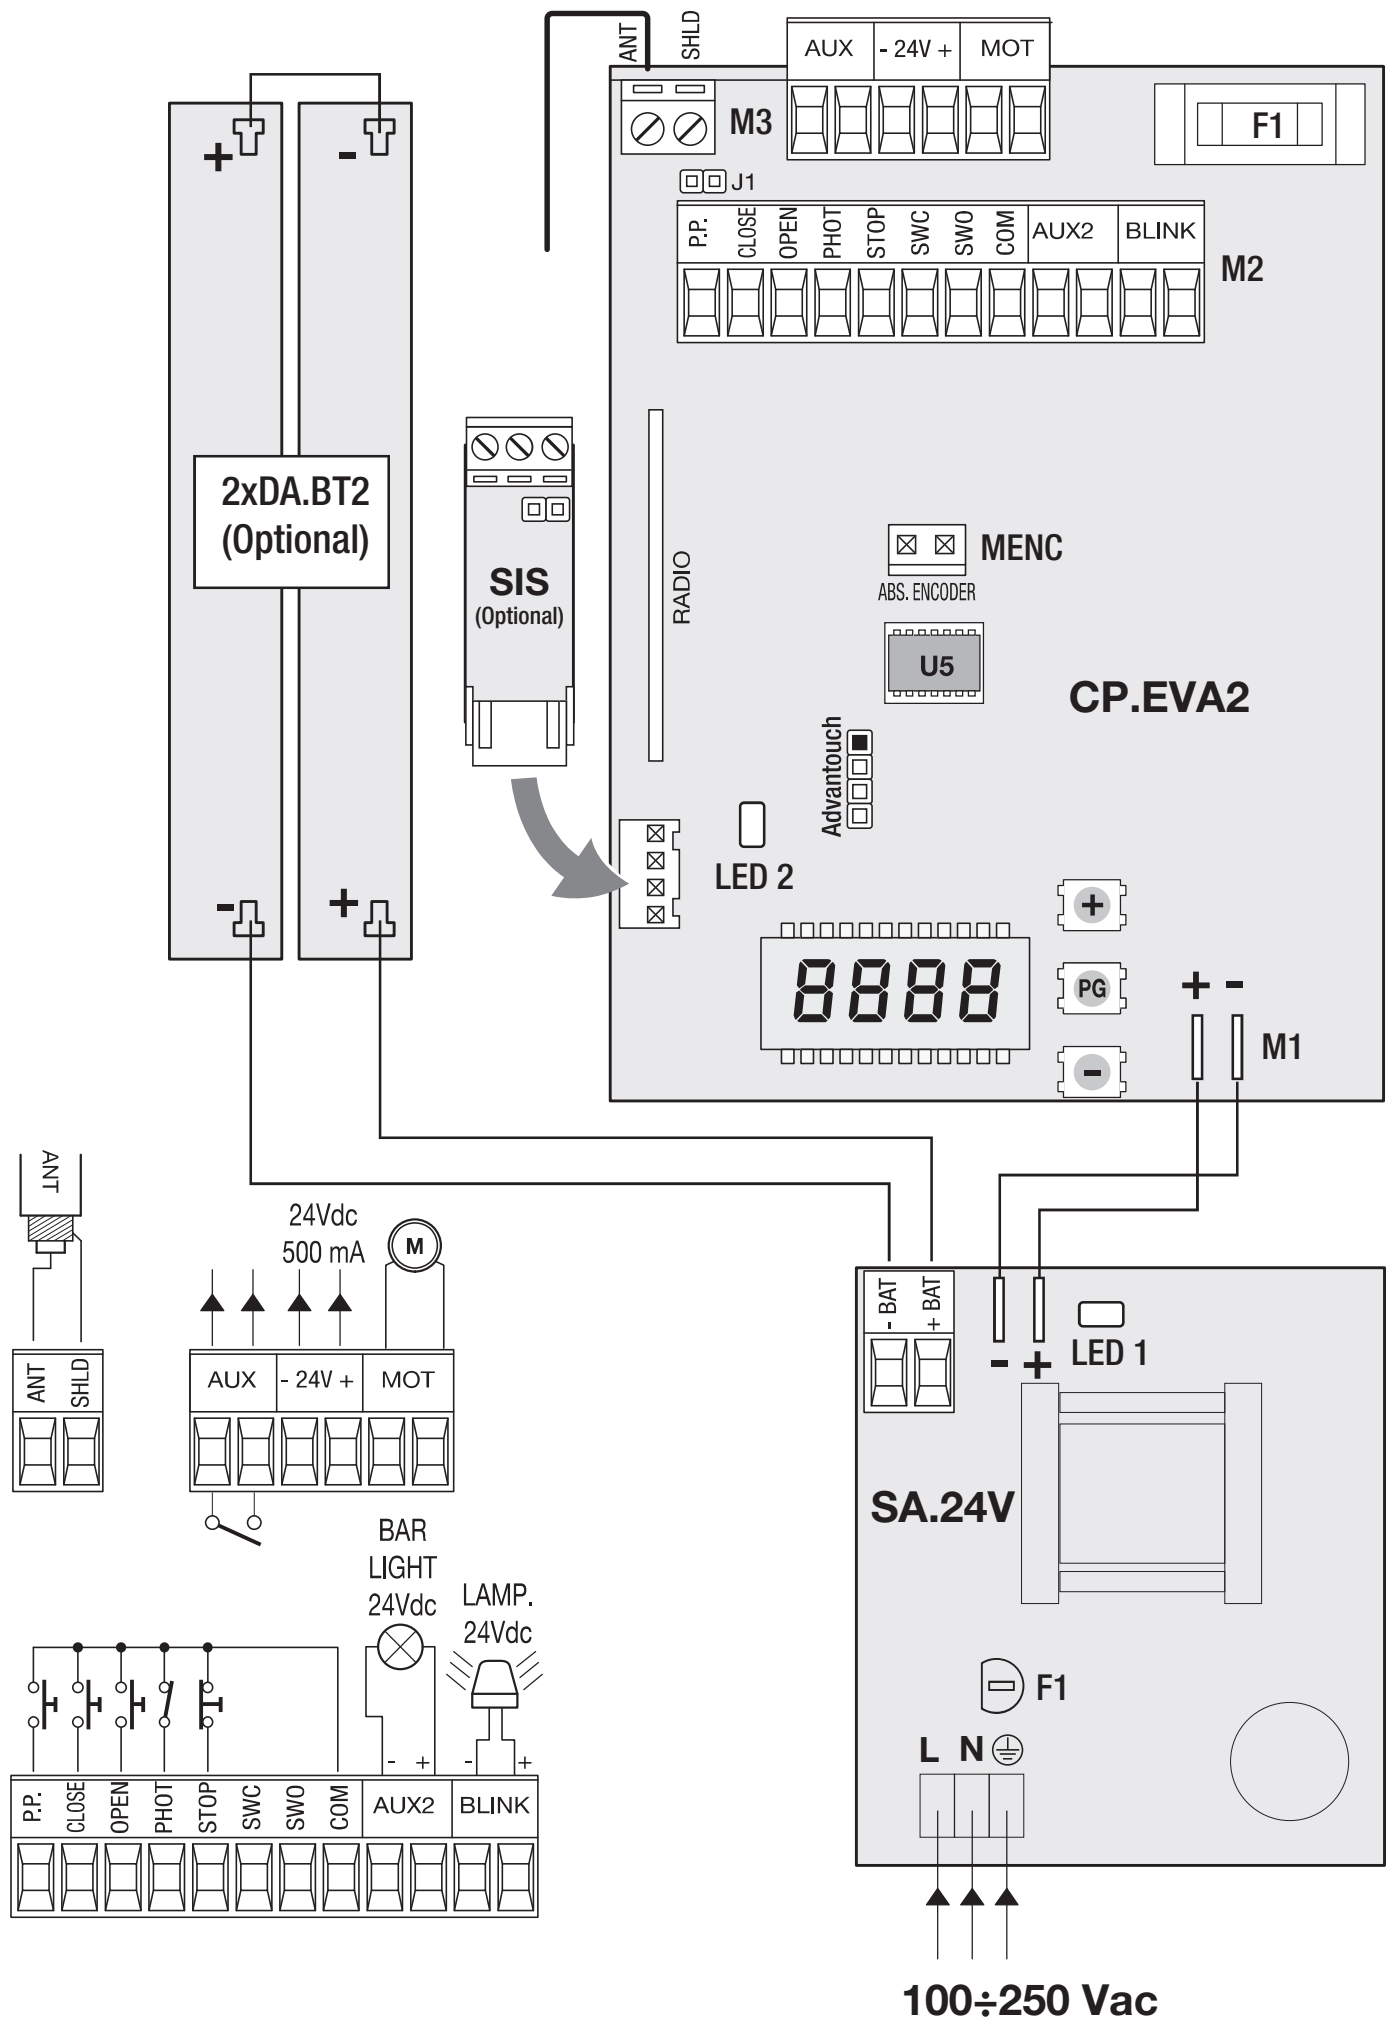 ANT
SHLD
AUX
- 24V +
MOT
M3
F1
J1
+
-
P.P.
CLOSE
OPEN
PHOT
STOP
SWC
SWO
COM
AUX2
BLINK
M2
2xDA.BT2
(Optional)
SIS
(Optional)
RADIO
MENC
ABS. ENCODER
U5
CP.EVA2
Advantouch
LED 2
-
+
8888
+
PG
-
+ -
M1
ANT
24Vdc
500 mA
M
ANT
SHLD
AUX
- 24V +
MOT
- BAT
+ BAT
- +
LED 1
SA.24V
BAR
LIGHT
24Vdc
LAMP.
24Vdc
F1
L N
- +
- +
P.P.
CLOSE
OPEN
PHOT
STOP
SWC
SWO
COM
AUX2
BLINK
100÷250 Vac